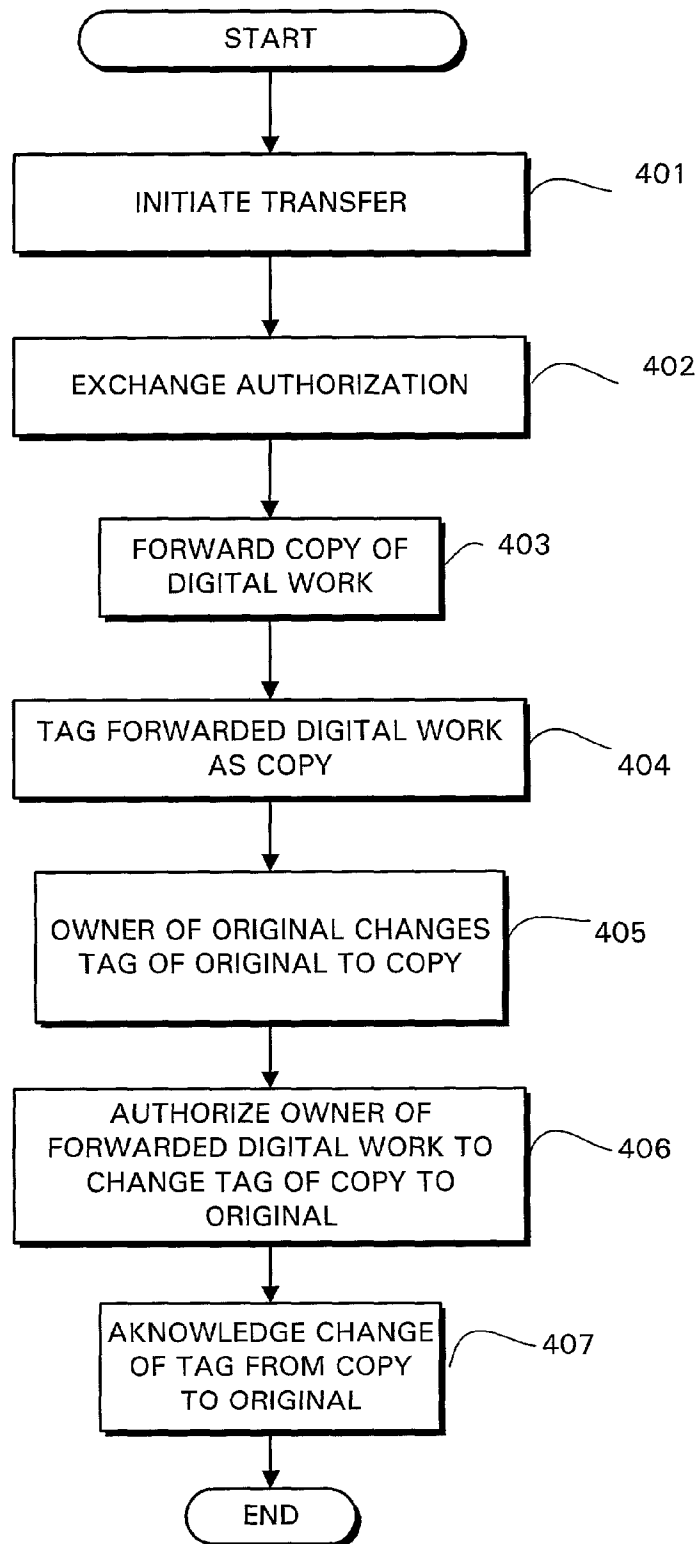 START
INITIATE TRANSFER
401
EXCHANGE AUTHORIZATION
402
FORWARD COPY OF
DIGITAL WORK
403
TAG FORWARDED DIGITAL WORK
AS COPY
404
OWNER OF ORIGINAL CHANGES
TAG OF ORIGINAL TO COPY
405
AUTHORIZE OWNER OF
FORWARDED DIGITAL WORK TO
CHANGE TAG OF COPY TO
ORIGINAL
406
AKNOWLEDGE CHANGE
OF TAG FROM COPY
TO ORIGINAL
407
END